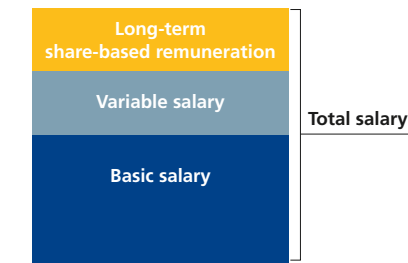 Long-term
share-based remuneration
Variable salary
Total salary
Basic salary